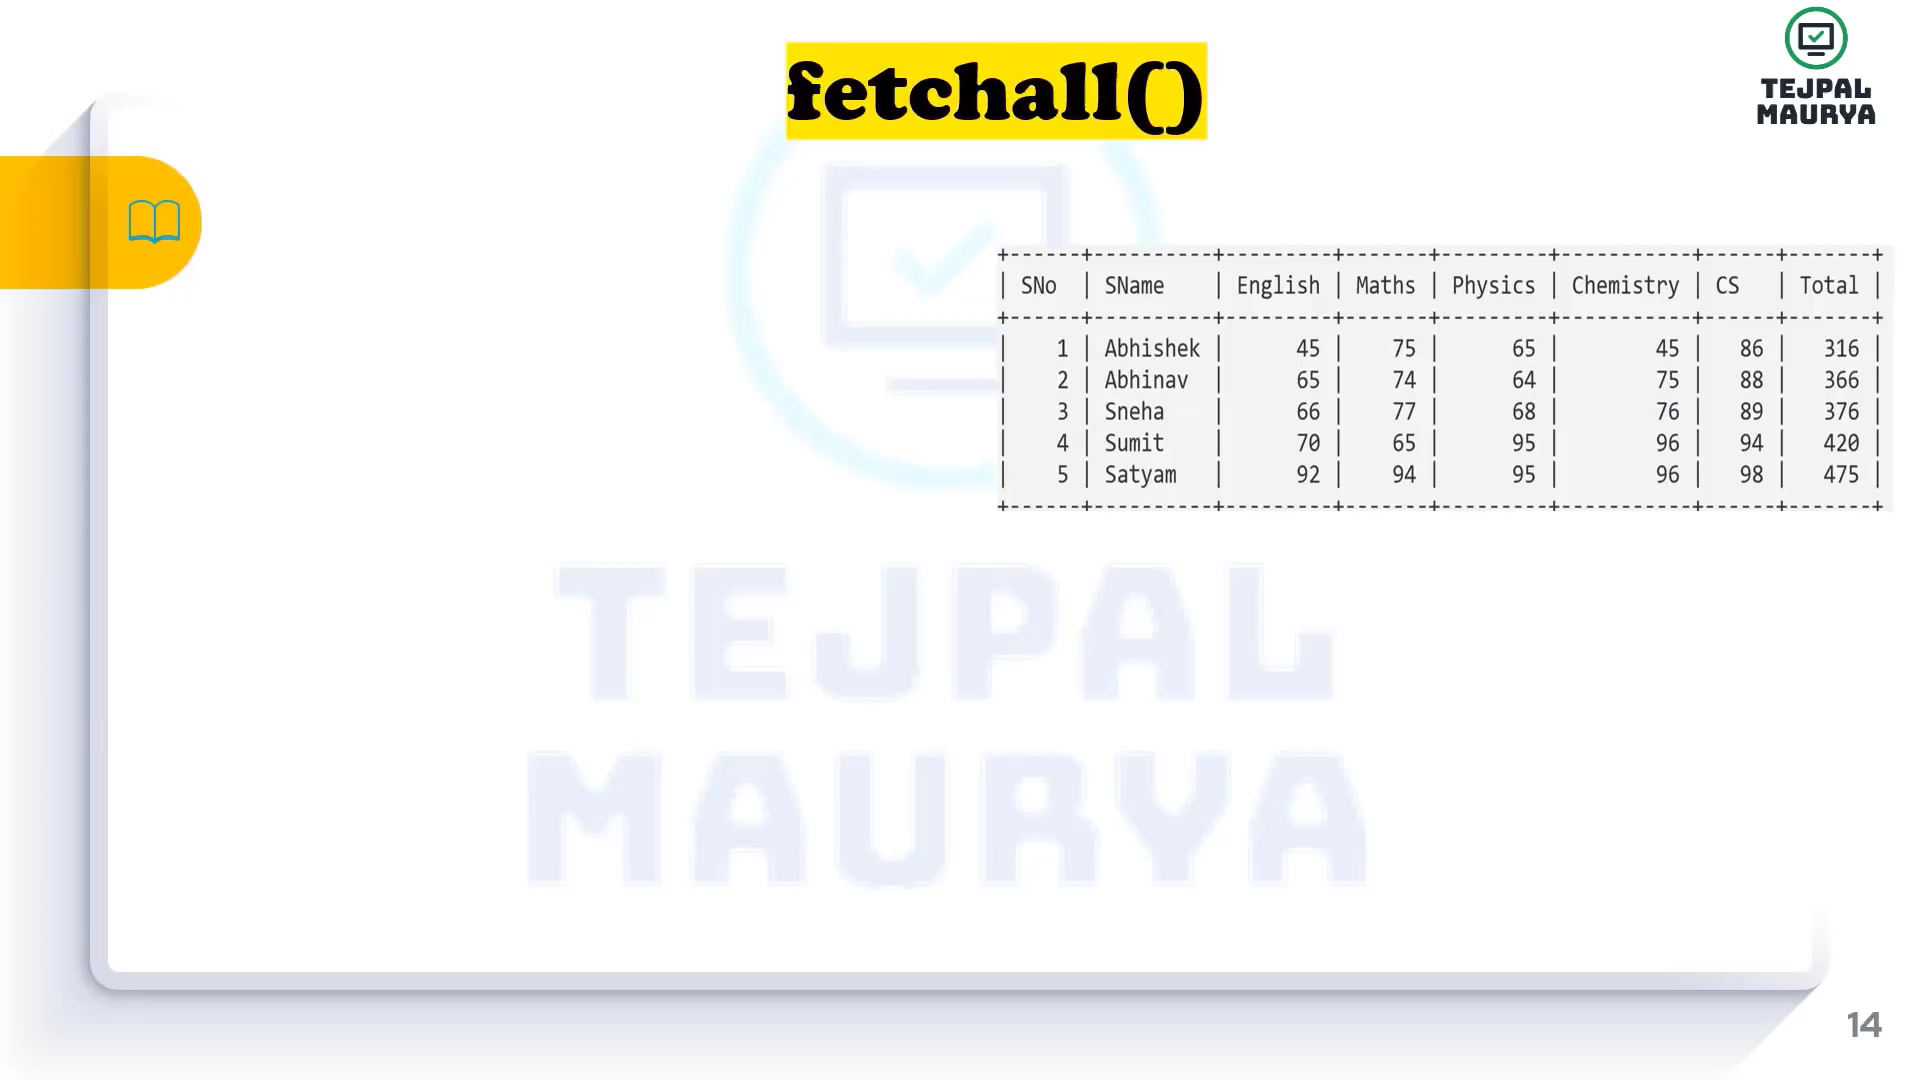 fetchall()
TEJPAL
MAURYA
+------+----------+---------+-------+---------+-----------+------+-------+
| SNo  | SName    | English | Maths | Physics | Chemistry | CS   | Total |
+------+----------+---------+-------+---------+-----------+------+-------+
|    1 | Abhishek |      45 |    75 |      65 |        45 |   86 |   316 |
|    2 | Abhinav  |      65 |    74 |      64 |        75 |   88 |   366 |
|    3 | Sneha    |      66 |    77 |      68 |        76 |   89 |   376 |
|    4 | Sumit    |      70 |    65 |      95 |        96 |   94 |   420 |
|    5 | Satyam   |      92 |    94 |      95 |        96 |   98 |   475 |
+------+----------+---------+-------+---------+-----------+------+-------+
TEJPAL
MAURYA
14